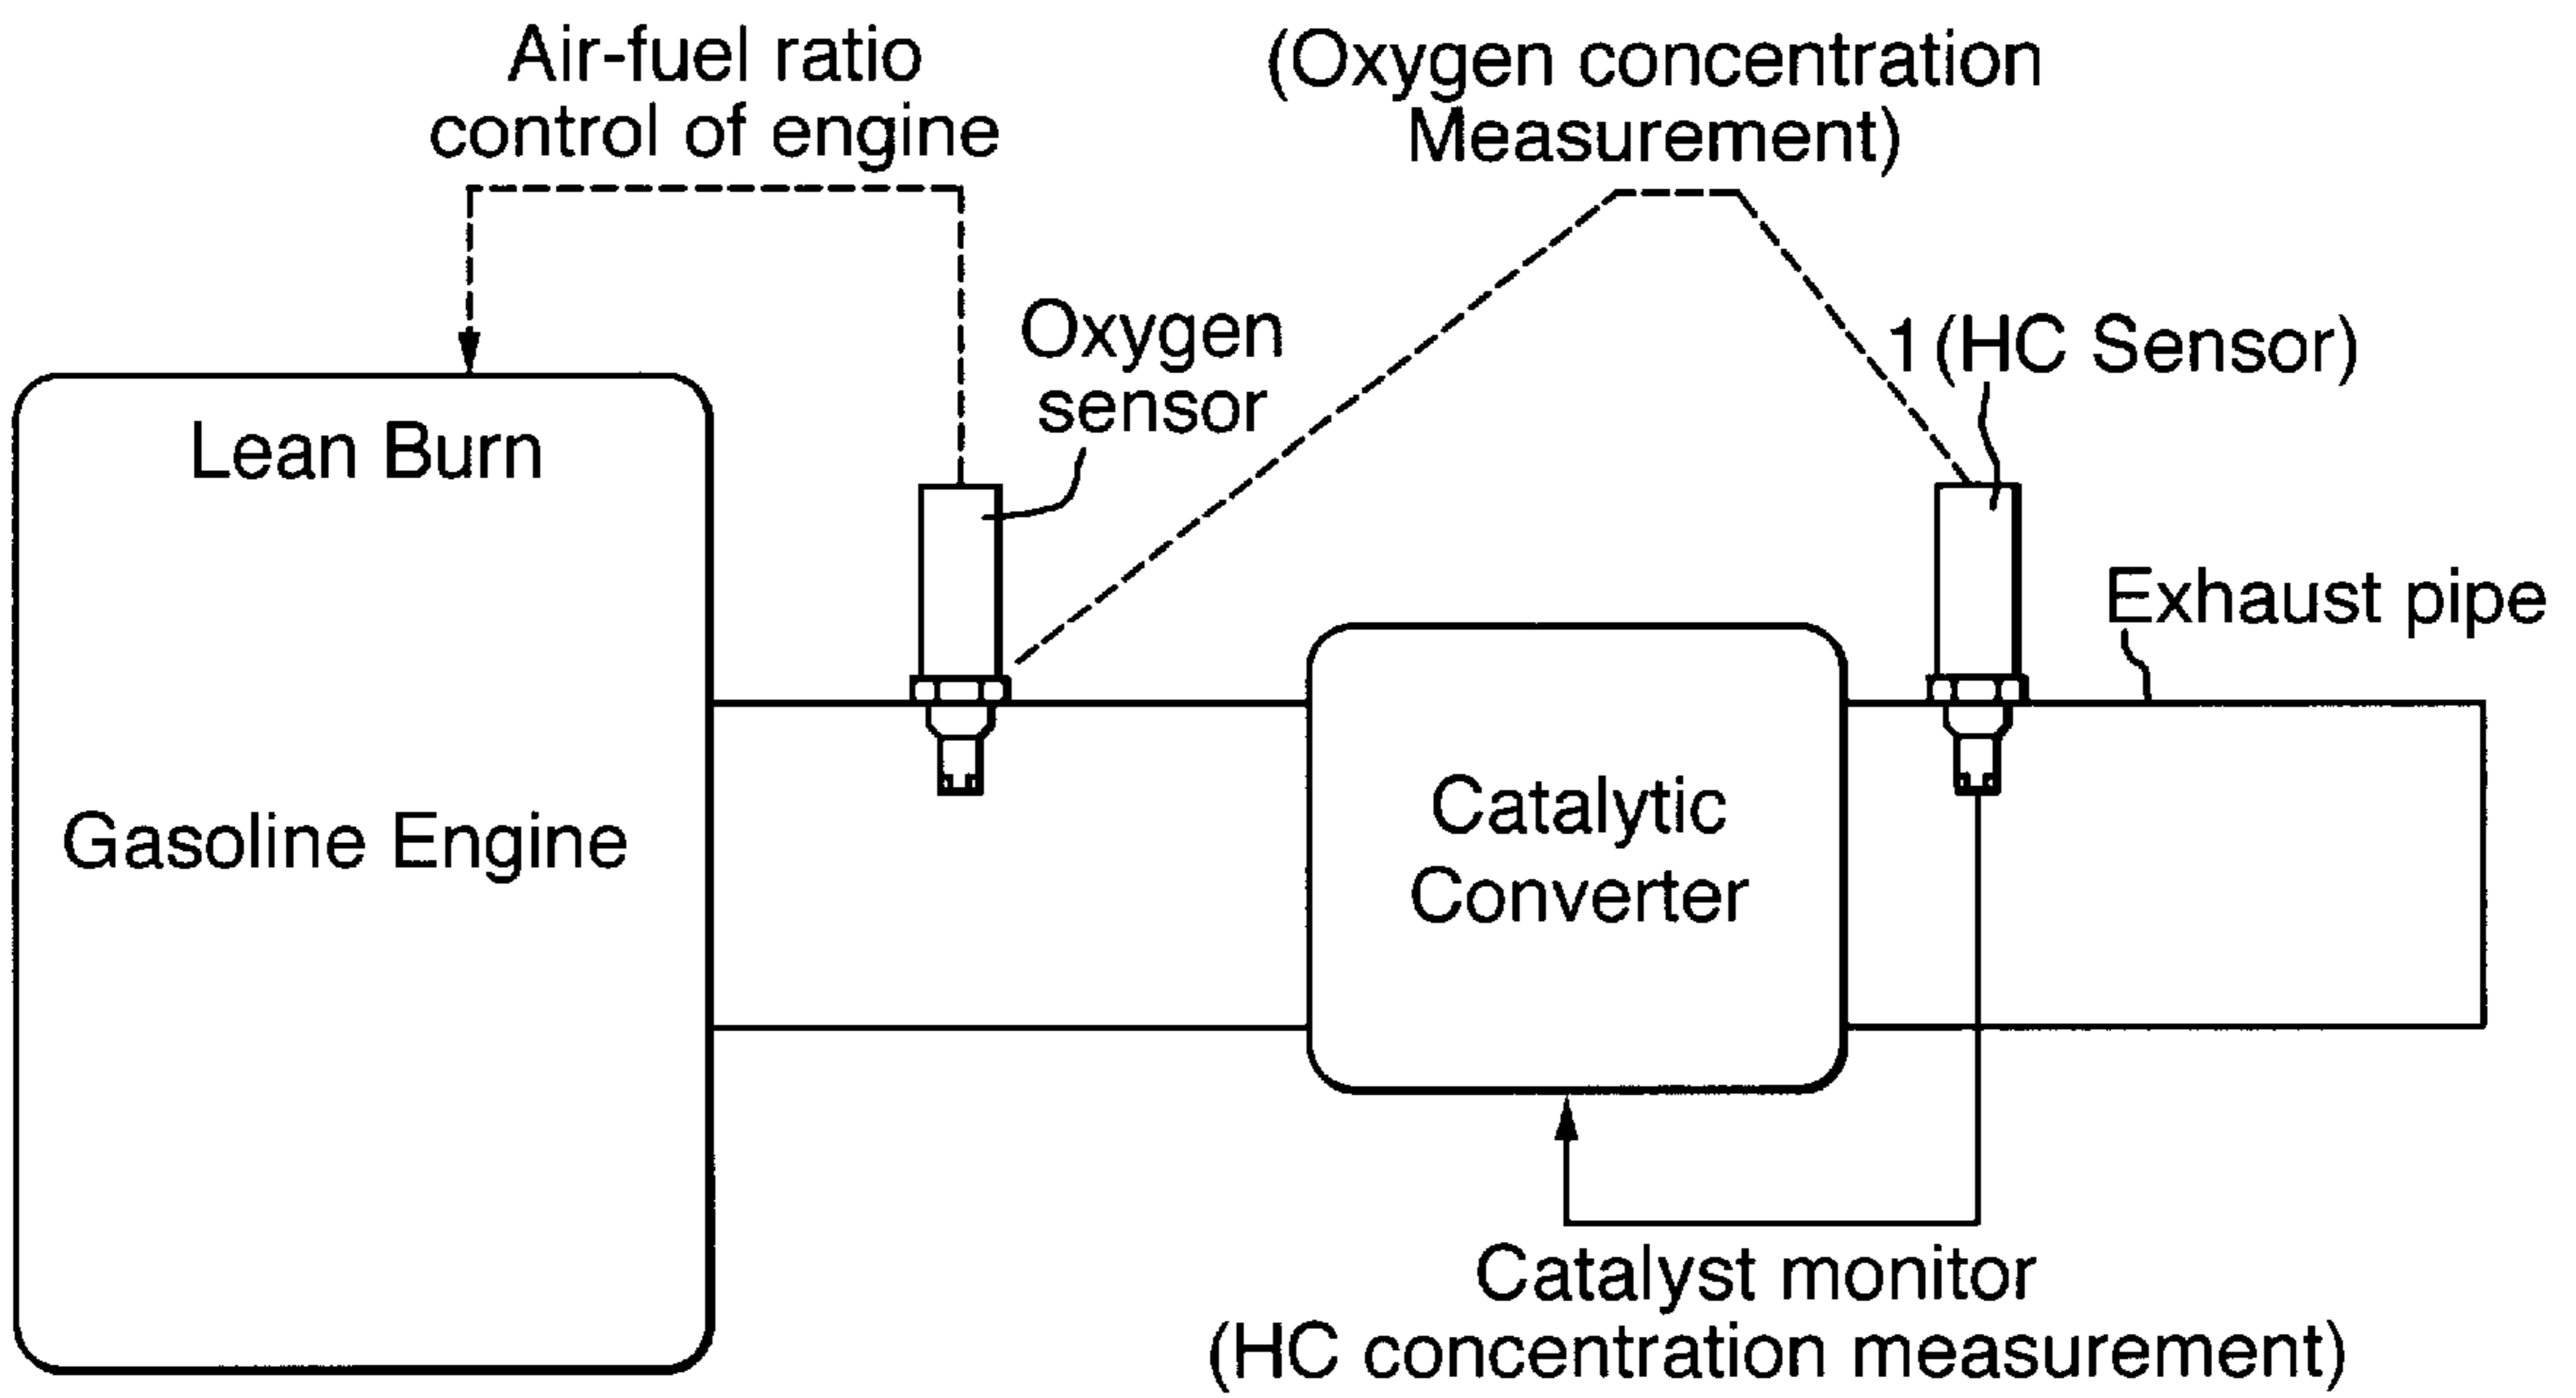 Air-fuel ratio
control of engine
(Oxygen concentration
Measurement)
Oxygen
sensor
1 (HC Sensor)
Lean Burn
Exhaust pipe
Gasoline Engine
Catalytic
Converter
Catalyst monitor
(HC concentration measurement)